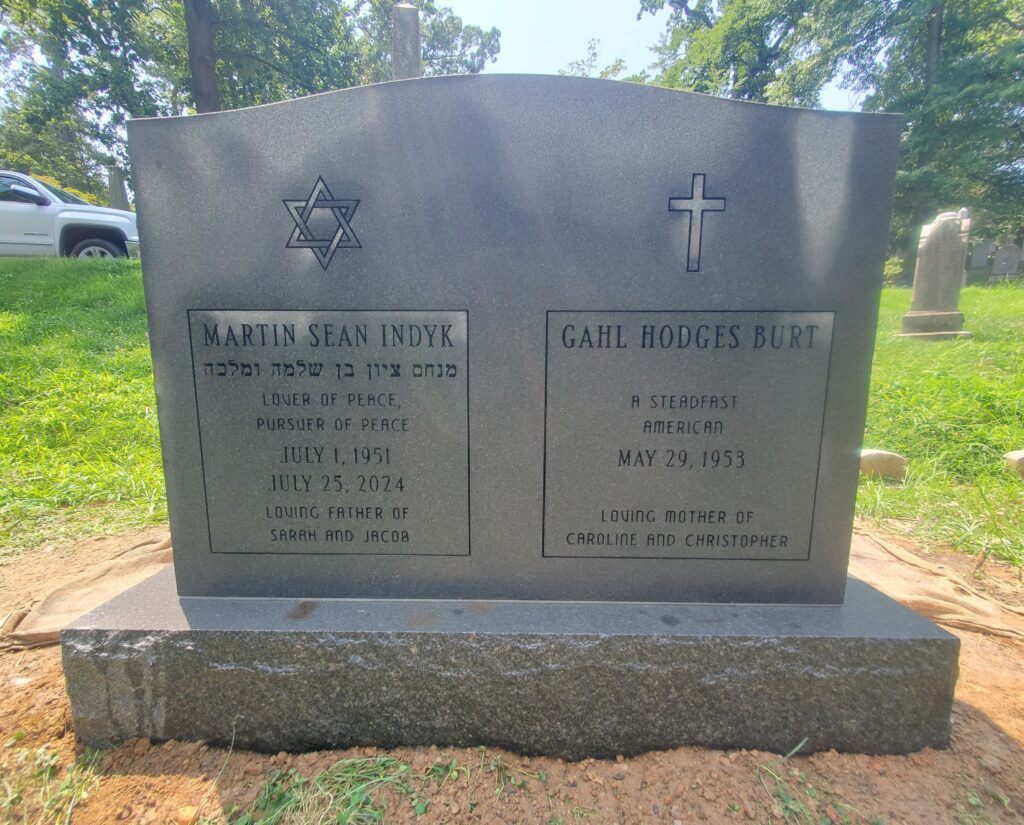 MARTIN SEAN INDYK
מנחם ציון בן שלמה ומלכה
LOVER OF PEACE,
PURSUER OF PEACE
JULY 1, 1951
JULY 25, 2024
LOVING FATHER OF
SARAH AND JACOB
GAHL HODGES BURT
A STEADFAST
AMERICAN
MAY 29, 1953
LOVING MOTHER OF
CAROLINE AND CHRISTOPHER